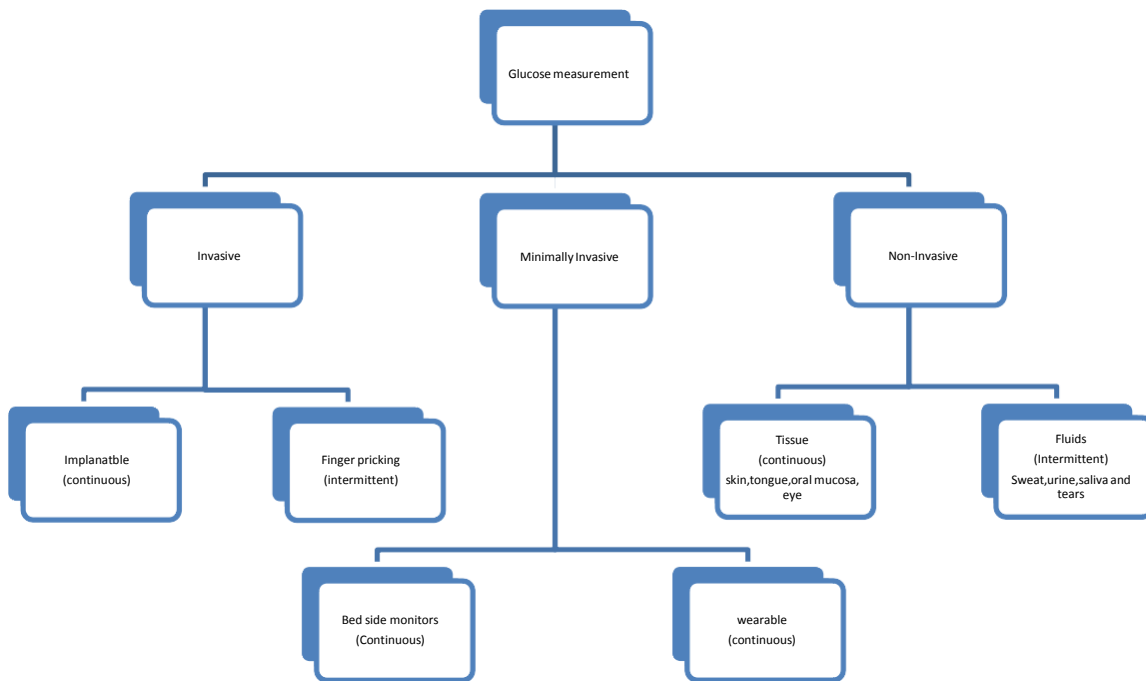 Glucose measurement
Invasive
Minimally Invasive
Non-Invasive
Implanatble
(continuous)
Finger pricking
(intermittent)
Tissue
(continuous)
skin,tongue,oral mucosa,
eye
Fluids
(Intermittent)
Sweat,urine,saliva and
tears
Bed side monitors
(Continuous)
wearable
(continuous)